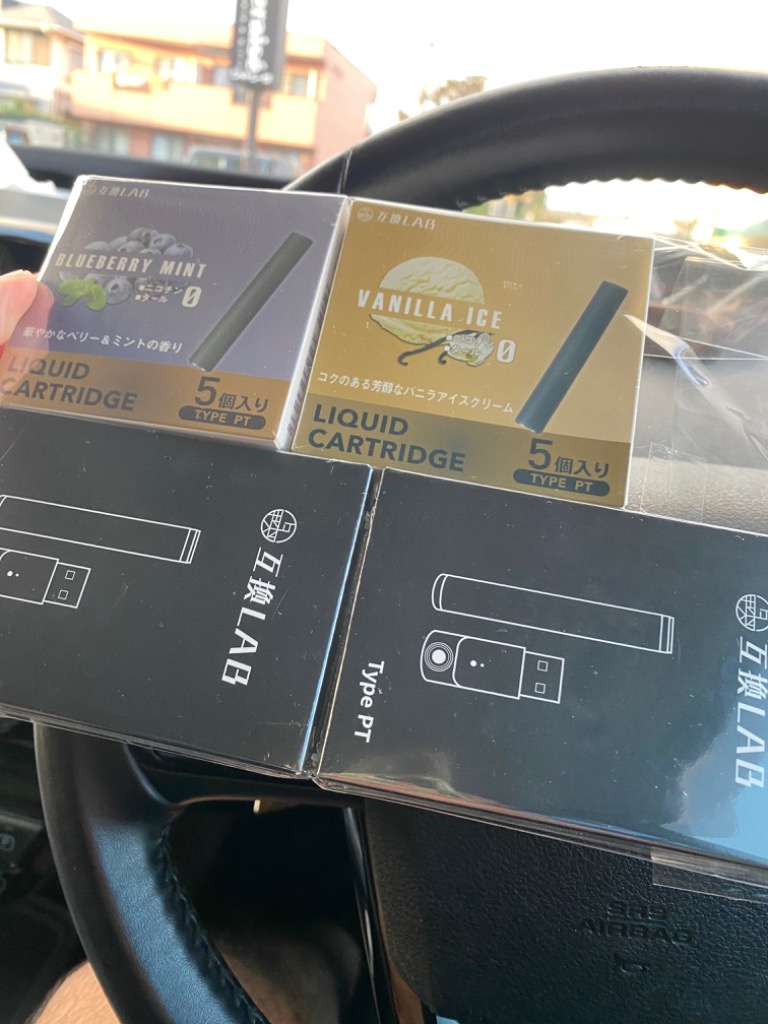 互換LAB
BLUEBERRY MINT
■ニコチン
■タール 0
華やかなベリー&ミントの香り
LIQUID
CARTRIDGE
5個入り
TYPE PT
互換LAB
VANILLA ICE
0
コクのある芳醇なバニラアイスクリーム
LIQUID
CARTRIDGE
5個入り
TYPE PT
互換LAB
Type PT
互換LAB
SRS
AIRBAG